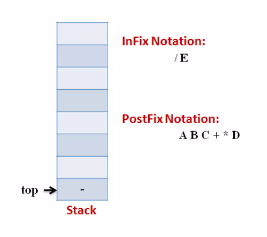 InFix Notation:
/ E
PostFix Notation:
A B C + * D
top
-
Stack